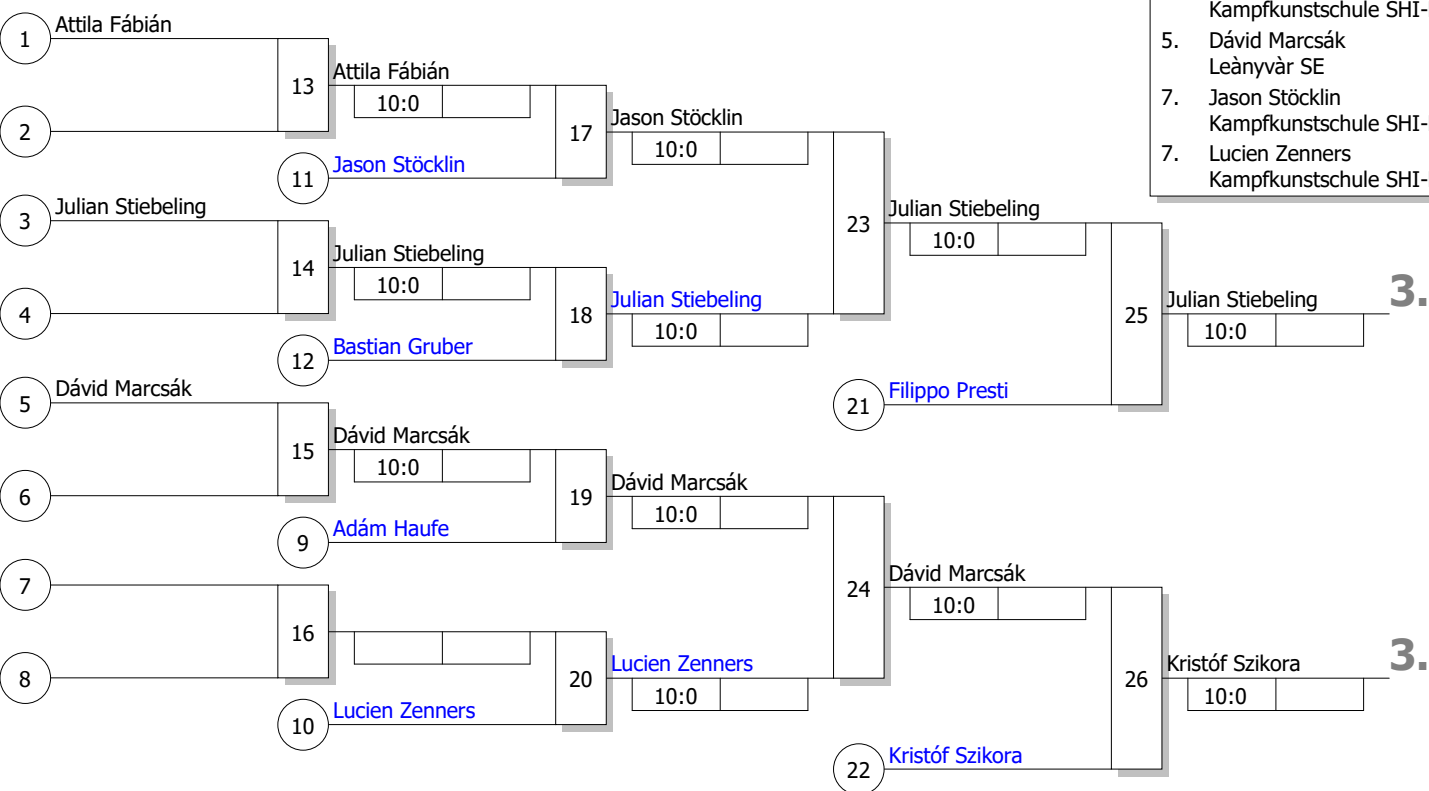 Kampfkunstschule SHI-
5. Dávid Marcsák
Leànyvàr SE
7. Jason Stöcklin
Kampfkunstschule SHI-
7. Lucien Zenners
Kampfkunstschule SHI-
1 Attila Fábián
2
13 Attila Fábián
10:0
11 Jason Stöcklin
17 Jason Stöcklin
10:0
3 Julian Stiebeling
4
14 Julian Stiebeling
10:0
12 Bastian Gruber
18 Julian Stiebeling
10:0
23 Julian Stiebeling
10:0
21 Filippo Presti
25 Julian Stiebeling 3.
10:0
5 Dávid Marcsák
6
15 Dávid Marcsák
10:0
9 Adám Haufe
19 Dávid Marcsák
10:0
7
8
16
10 Lucien Zenners
20 Lucien Zenners
10:0
24 Dávid Marcsák
10:0
22 Kristóf Szikora
26 Kristóf Szikora 3.
10:0